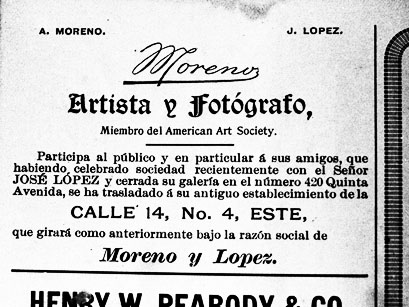 A. MORENO. J. LOPEZ.
Moreno
Artista y Fotógrafo,
Miembro del American Art Society.
Participa al público y en particular á sus amigos, que
habiendo celebrado sociedad recientemente con el Señor
JOSÉ LÓPEZ y cerrada su galería en el número 420 Quinta
Avenida, se ha trasladado á su antiguo establecimiento de la
CALLE 14, No. 4, ESTE,
que girará como anteriormente bajo la razón social de
Moreno y Lopez.
HENRY W. PEABODY & CO